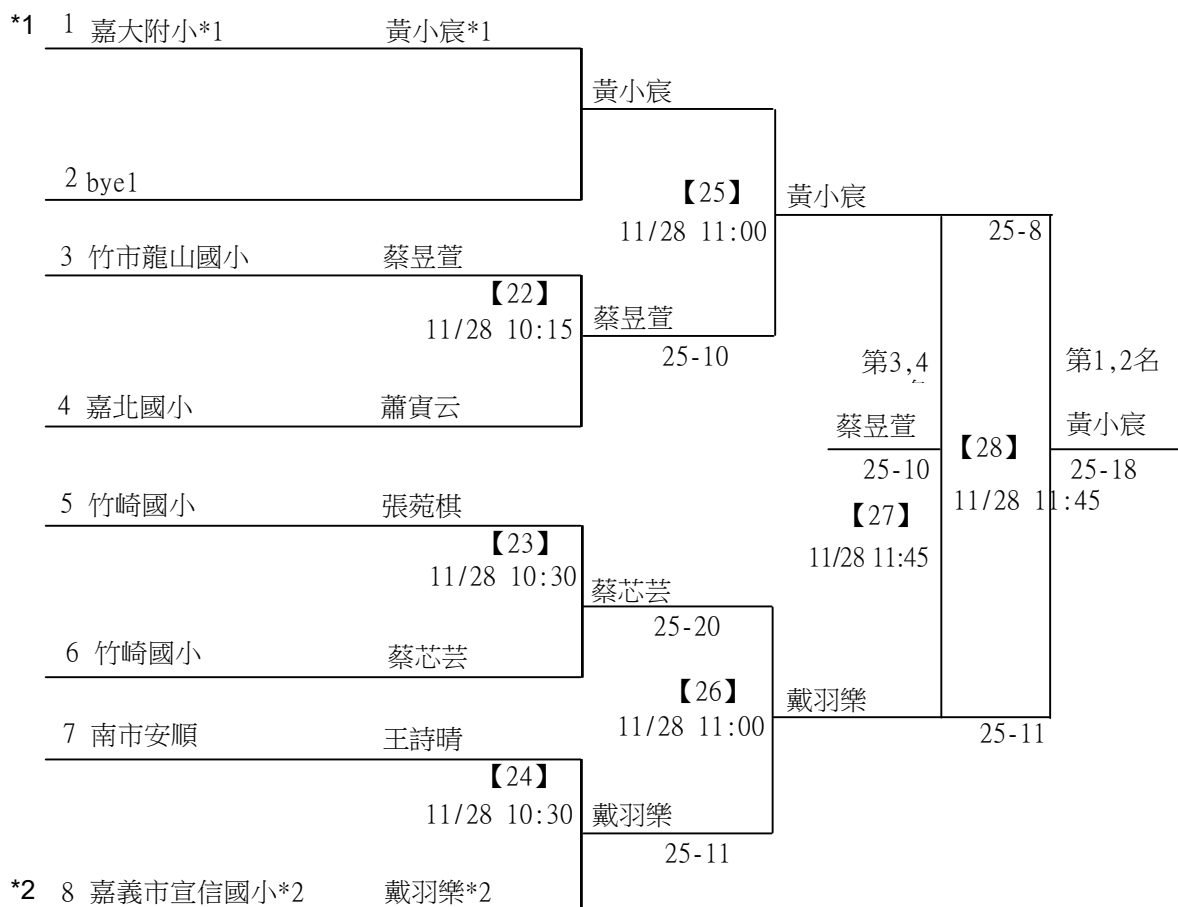 *1 1 嘉大附小*1 黃小宸*1
黃小宸
2 bye1
【25】 黃小宸
11/28 11:00 25-8
3 竹市龍山國小 蔡昱萱
【22】
11/28 10:15 蔡昱萱
25-10
第3,4 第1,2名
4 嘉北國小 蕭寊云
蔡昱萱 黃小宸
【28】
25-10 25-18
11/28 11:45
5 竹崎國小 張菀棋
【27】
【23】
11/28 11:45
11/28 10:30 蔡芯芸
25-20
6 竹崎國小 蔡芯芸
【26】 戴羽樂
11/28 11:00 25-11
7 南市安順 王詩晴
【24】
11/28 10:30 戴羽樂
25-11
*2 8 嘉義市宣信國小*2 戴羽樂*2